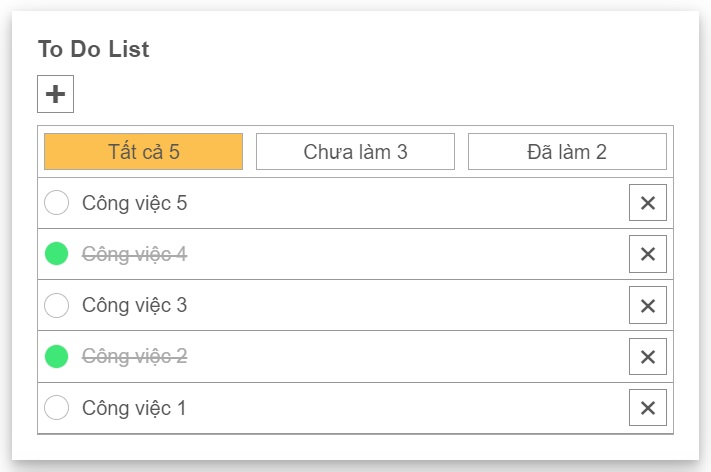 To Do List
+
Tất cả 5 Chưa làm 3 Đã làm 2
Công việc 5 ×
Công việc 4 ×
Công việc 3 ×
Công việc 2 ×
Công việc 1 ×